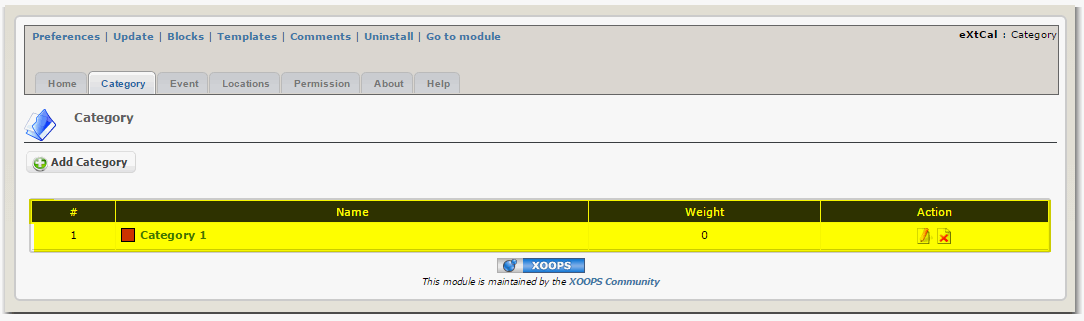 Preferences | Update | Blocks | Templates | Comments | Uninstall | Go to module
eXtCal : Category
Home Category Event Locations Permission About Help
Category
Add Category
# Name Weight Action
1 Category 1 0
XOOPS
This module is maintained by the XOOPS Community